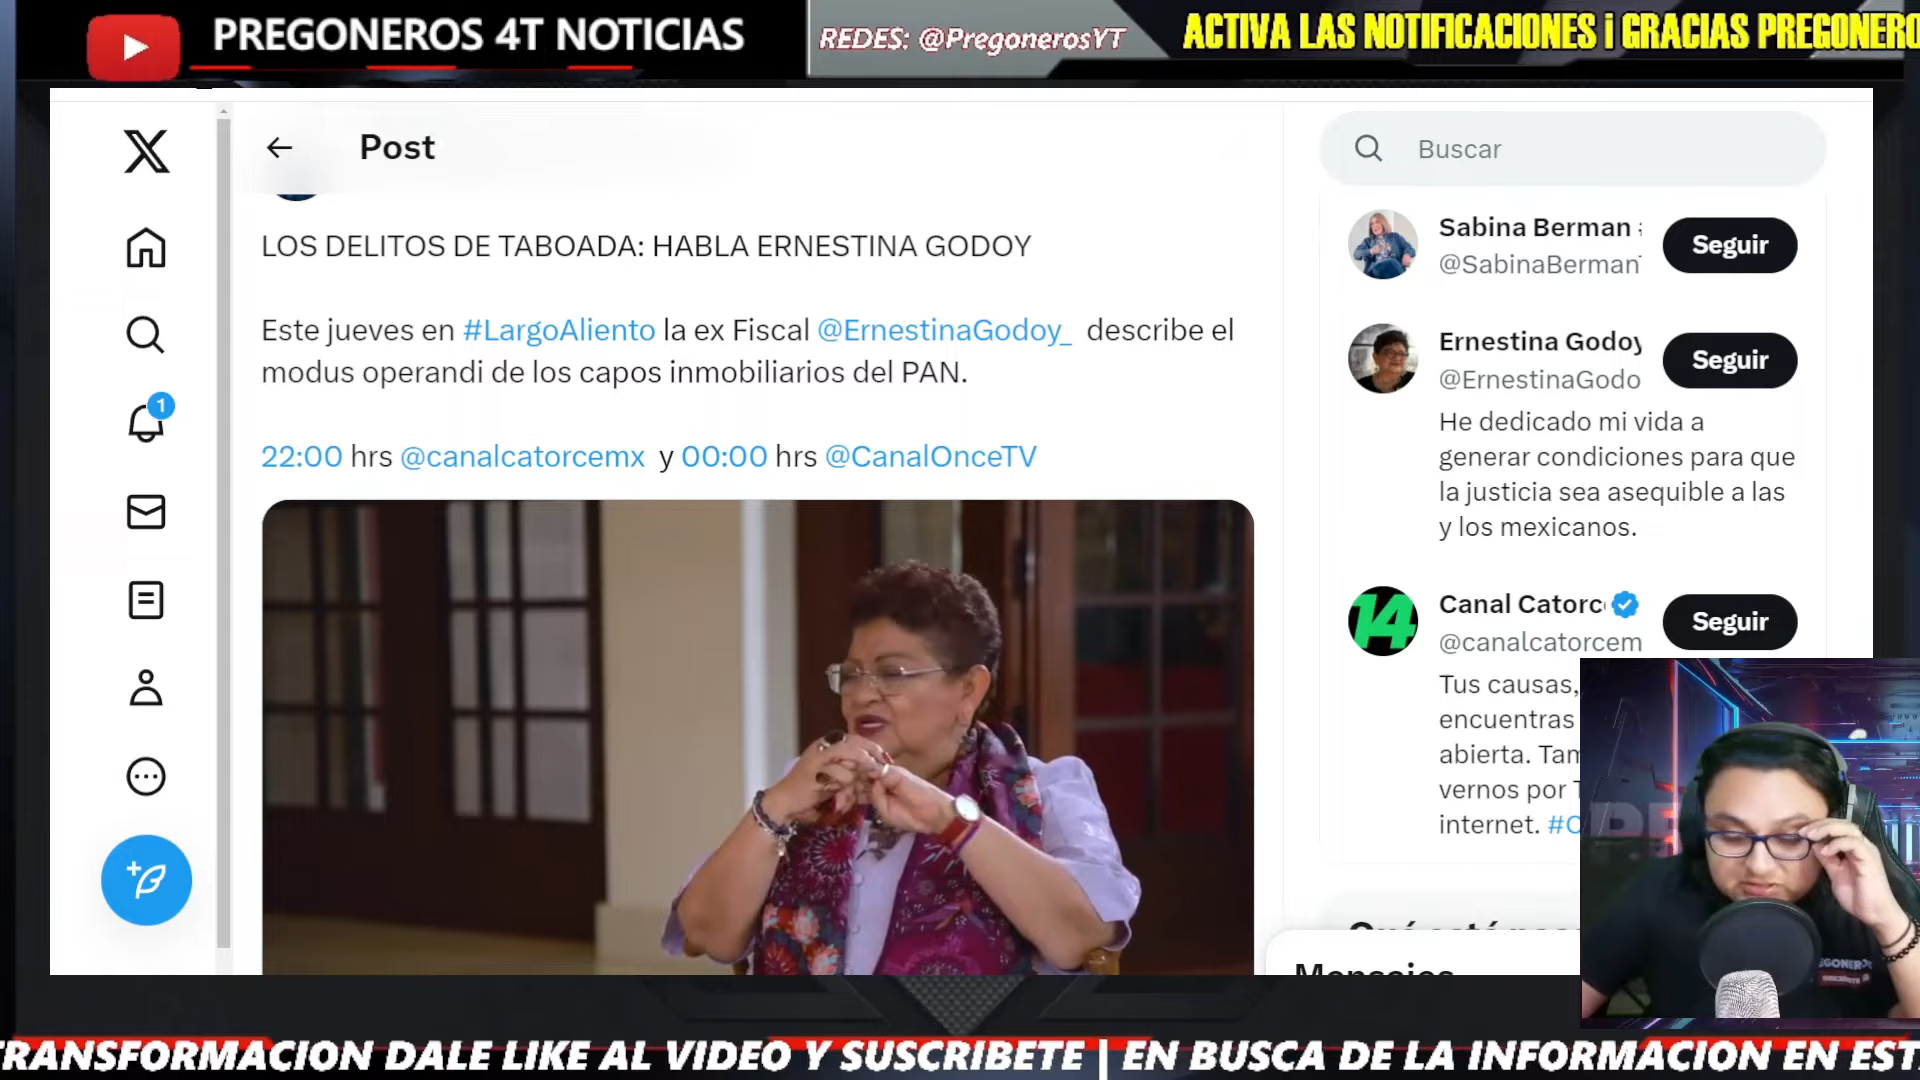 PREGONEROS 4T NOTICIAS
REDES: @PregonerosYT
ACTIVA LAS NOTIFICACIONES ¡ GRACIAS PREGONERO
Post
LOS DELITOS DE TABOADA: HABLA ERNESTINA GODOY
Este jueves en #LargoAliento la ex Fiscal @ErnestinaGodoy_ describe el
modus operandi de los capos inmobiliarios del PAN.
22:00 hrs @canalcatorcemx y 00:00 hrs @CanalOnceTV
1
Buscar
Sabina Berman
@SabinaBerman
Seguir
Ernestina Godoy
@ErnestinaGodo
Seguir
He dedicado mi vida a
generar condiciones para que
la justicia sea asequible a las
y los mexicanos.
14
Canal Catorc
@canalcatorcem
Seguir
Tus causas,
encuentras
abierta. Tam
vernos por T
internet. #C
Mensajes
TRANSFORMACION DALE LIKE AL VIDEO Y SUSCRIBETE | EN BUSCA DE LA INFORMACION EN EST